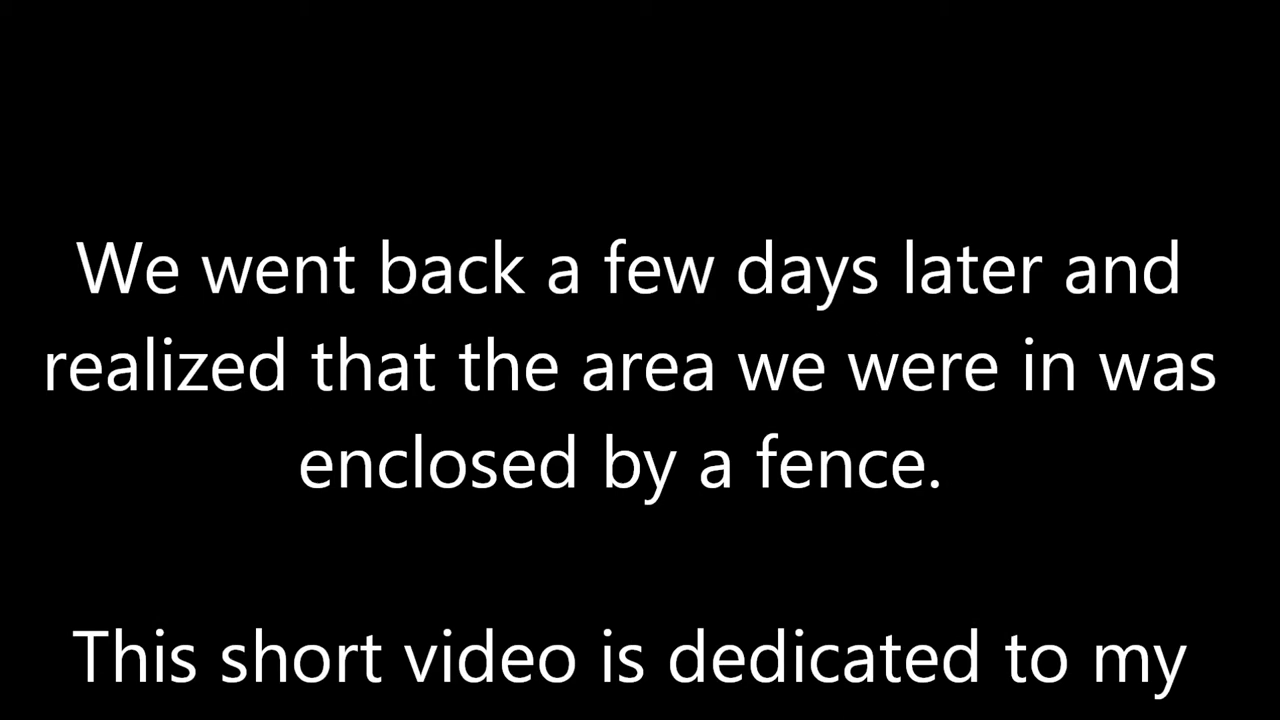 We went back a few days later and
realized that the area we were in was
enclosed by a fence.
This short video is dedicated to my